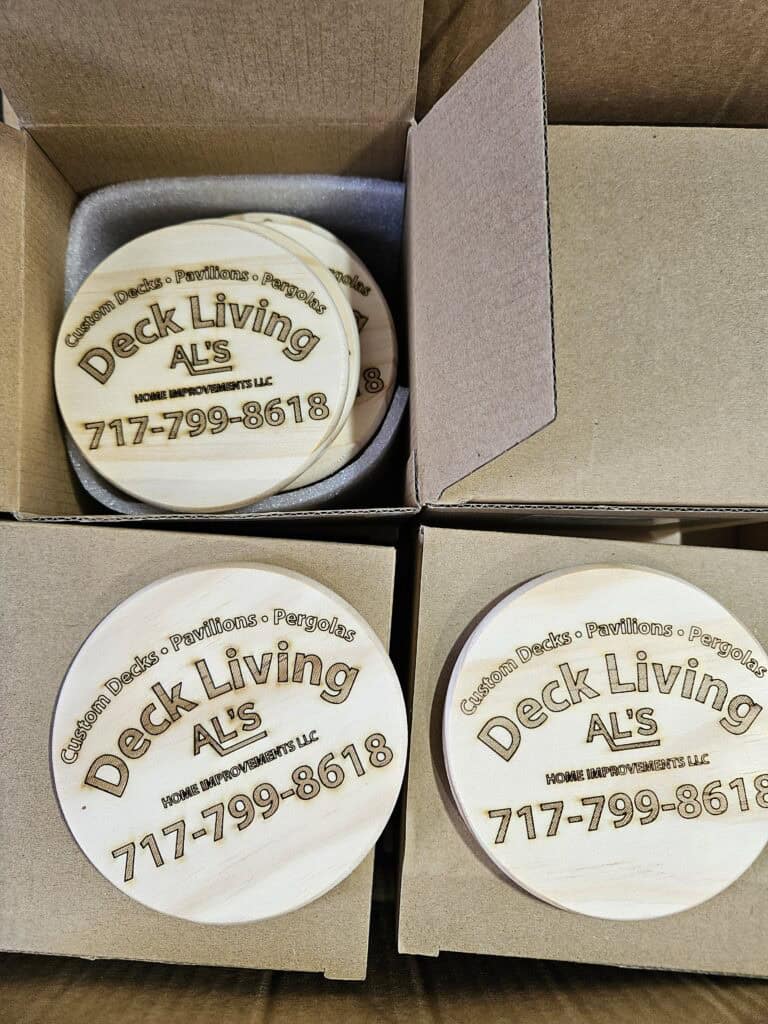 Custom Decks • Pavilions • Pergolas
Deck Living
AL'S
HOME IMPROVEMENTS LLC
717-799-8618
Pergolas
8
Custom Decks • Pavilions • Pergolas
Deck Living
AL'S
HOME IMPROVEMENTS LLC
717-799-8618
Custom Decks • Pavilions • Pergolas
Deck Living
AL'S
HOME IMPROVEMENTS LLC
717-799-8618